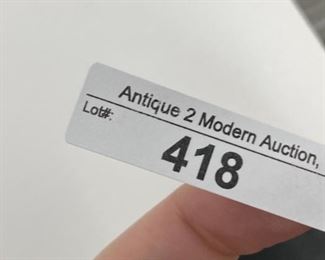 Antique 2 Modern Auction,
Lot#:
418